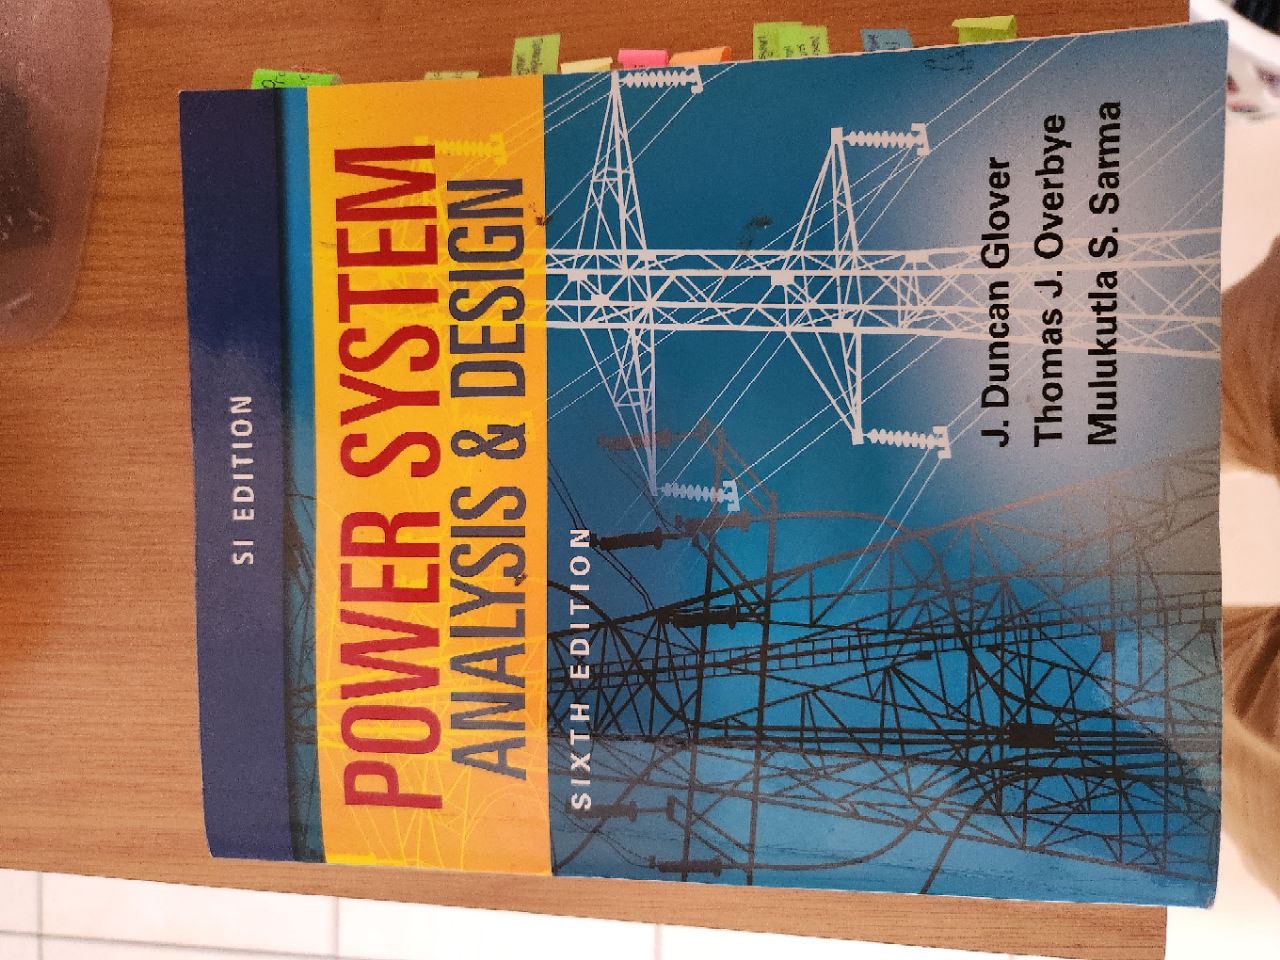 SI EDITION
POWER SYSTEM
ANALYSIS & DESIGN
SIXTH EDITION
J. Duncan Glover
Thomas J. Overbye
Mulukutla S. Sarma